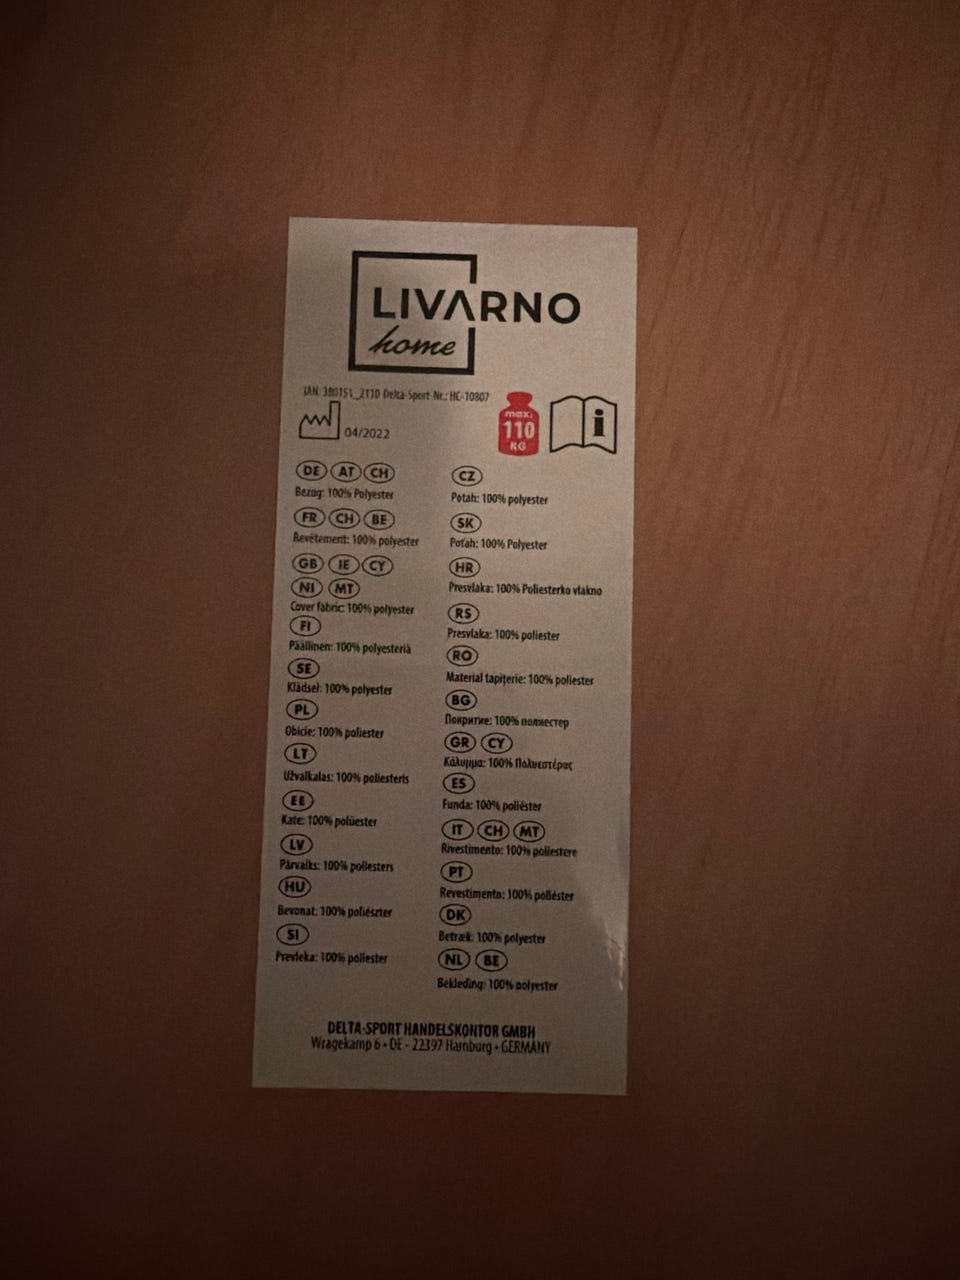 LIVARNO
home
IAN: 380151_2110 Delta-Sport-Nr.: HC-10807
04/2022
max.
110
KG
i
DE AT CH
Bezug: 100% Polyester
FR CH BE
Revêtement: 100% polyester
GB IE CY
NI MT
Cover fabric: 100% polyester
FI
Päällinen: 100% polyesteriä
SE
Klädsel: 100% polyester
PL
Obicie: 100% poliester
LT
Užvalkalas: 100% poliesteris
EE
Kate: 100% polüester
LV
Pārvalks: 100% poliesters
HU
Bevonat: 100% poliészter
SI
Prevleka: 100% poliester
CZ
Potah: 100% polyester
SK
Poťah: 100% Polyester
HR
Presvlaka: 100% Poliestersko vlakno
RS
Presvlaka: 100% poliester
RO
Material tapițerie: 100% poliester
BG
Покритие: 100% полиестер
GR CY
Κάλυμμα: 100% Πολυεστέρας
ES
Funda: 100% poliéster
IT CH MT
Rivestimento: 100% poliestere
PT
Revestimento: 100% poliéster
DK
Betræk: 100% polyester
NL BE
Bekleding: 100% polyester
DELTA-SPORT HANDELSKONTOR GMBH
Wragekamp 6 • DE - 22397 Hamburg • GERMANY